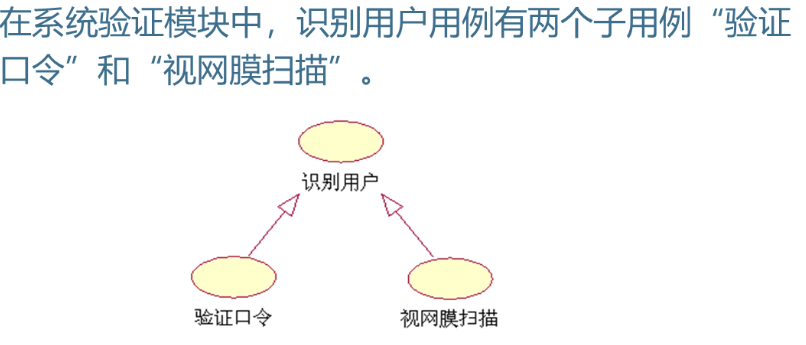 在系统验证模块中，识别用户用例有两个子用例“验证
口令”和“视网膜扫描”。
识别用户
验证口令
视网膜扫描